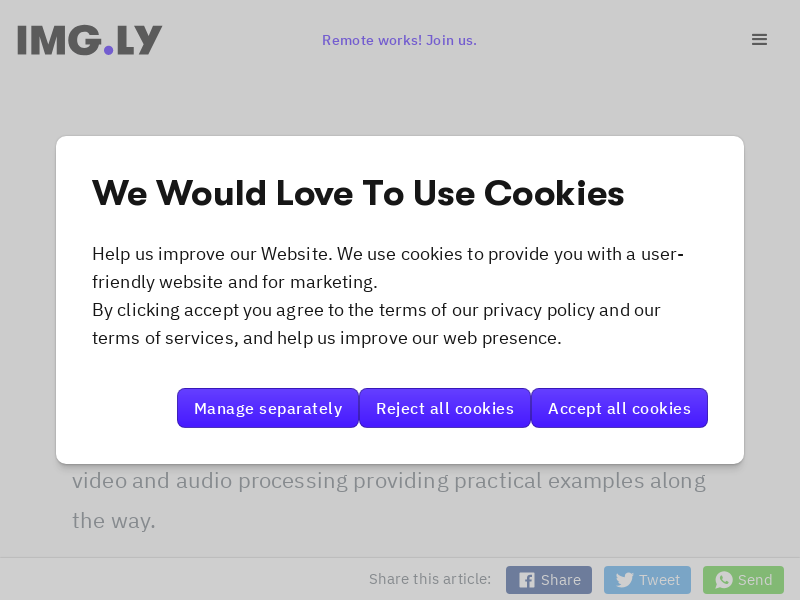 IMG.LY
Remote works! Join us.
We Would Love To Use Cookies
Help us improve our Website. We use cookies to provide you with a user-
friendly website and for marketing.
By clicking accept you agree to the terms of our privacy policy and our
terms of services, and help us improve our web presence.
Manage separately
Reject all cookies
Accept all cookies
video and audio processing providing practical examples along
the way.
Share this article:
Share
Tweet
Send